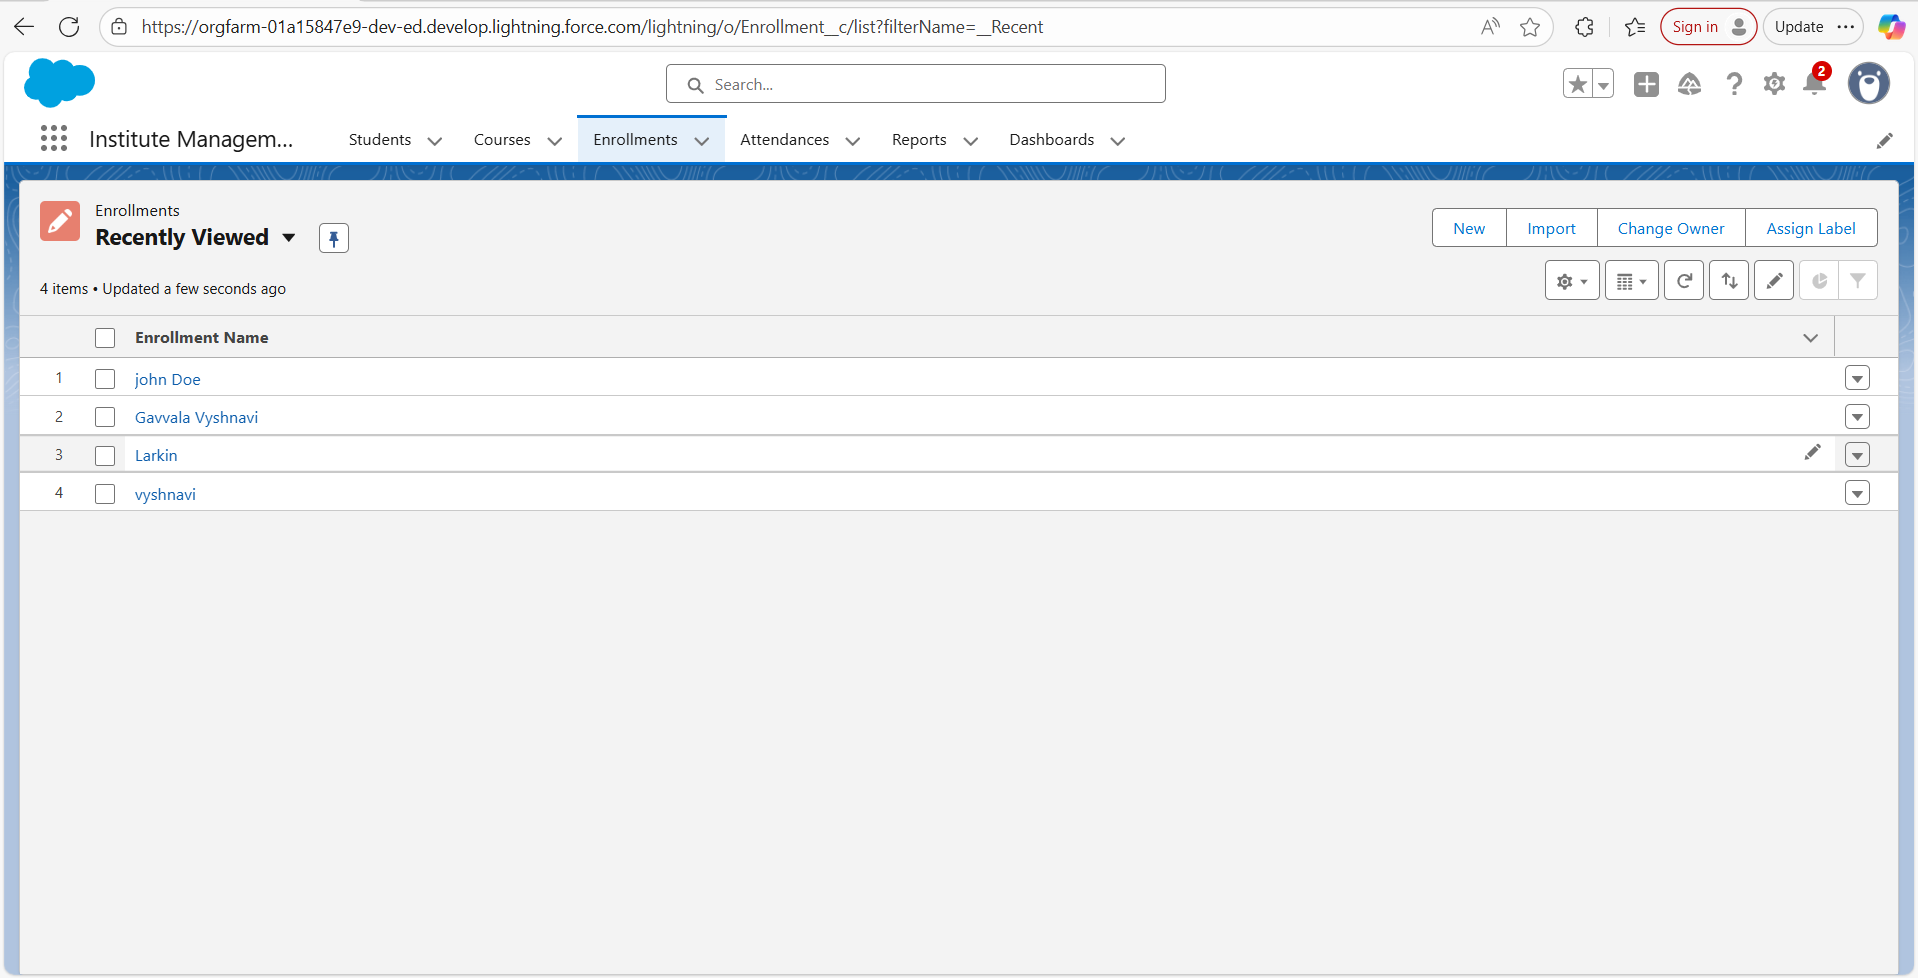 https://orgfarm-01a15847e9-dev-ed.develop.lightning.force.com/lightning/o/Enrollment__c/list?filterName=__Recent
A
Sign in
Update
Search...
2
Institute Managem...
Students
Courses
Enrollments
Attendances
Reports
Dashboards
Enrollments
Recently Viewed
New
Import
Change Owner
Assign Label
4 items • Updated a few seconds ago
Enrollment Name
1 john Doe
2 Gavvala Vyshnavi
3 Larkin
4 vyshnavi